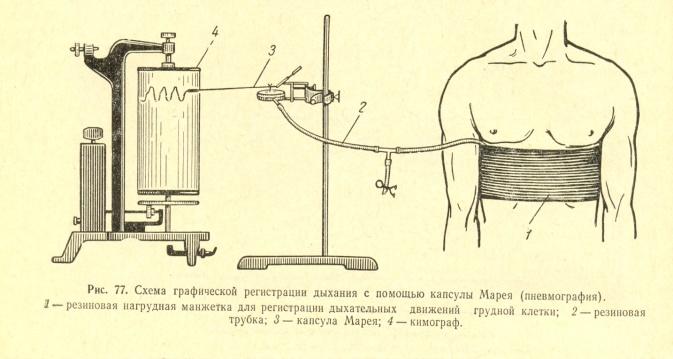 4
3
2
1
Рис. 77. Схема графической регистрации дыхания с помощью капсулы Марея (пневмография).
1 — резиновая нагрудная манжетка для регистрации дыхательных движений грудной клетки; 2 — резиновая
трубка; 3 — капсула Марея; 4 — кимограф.